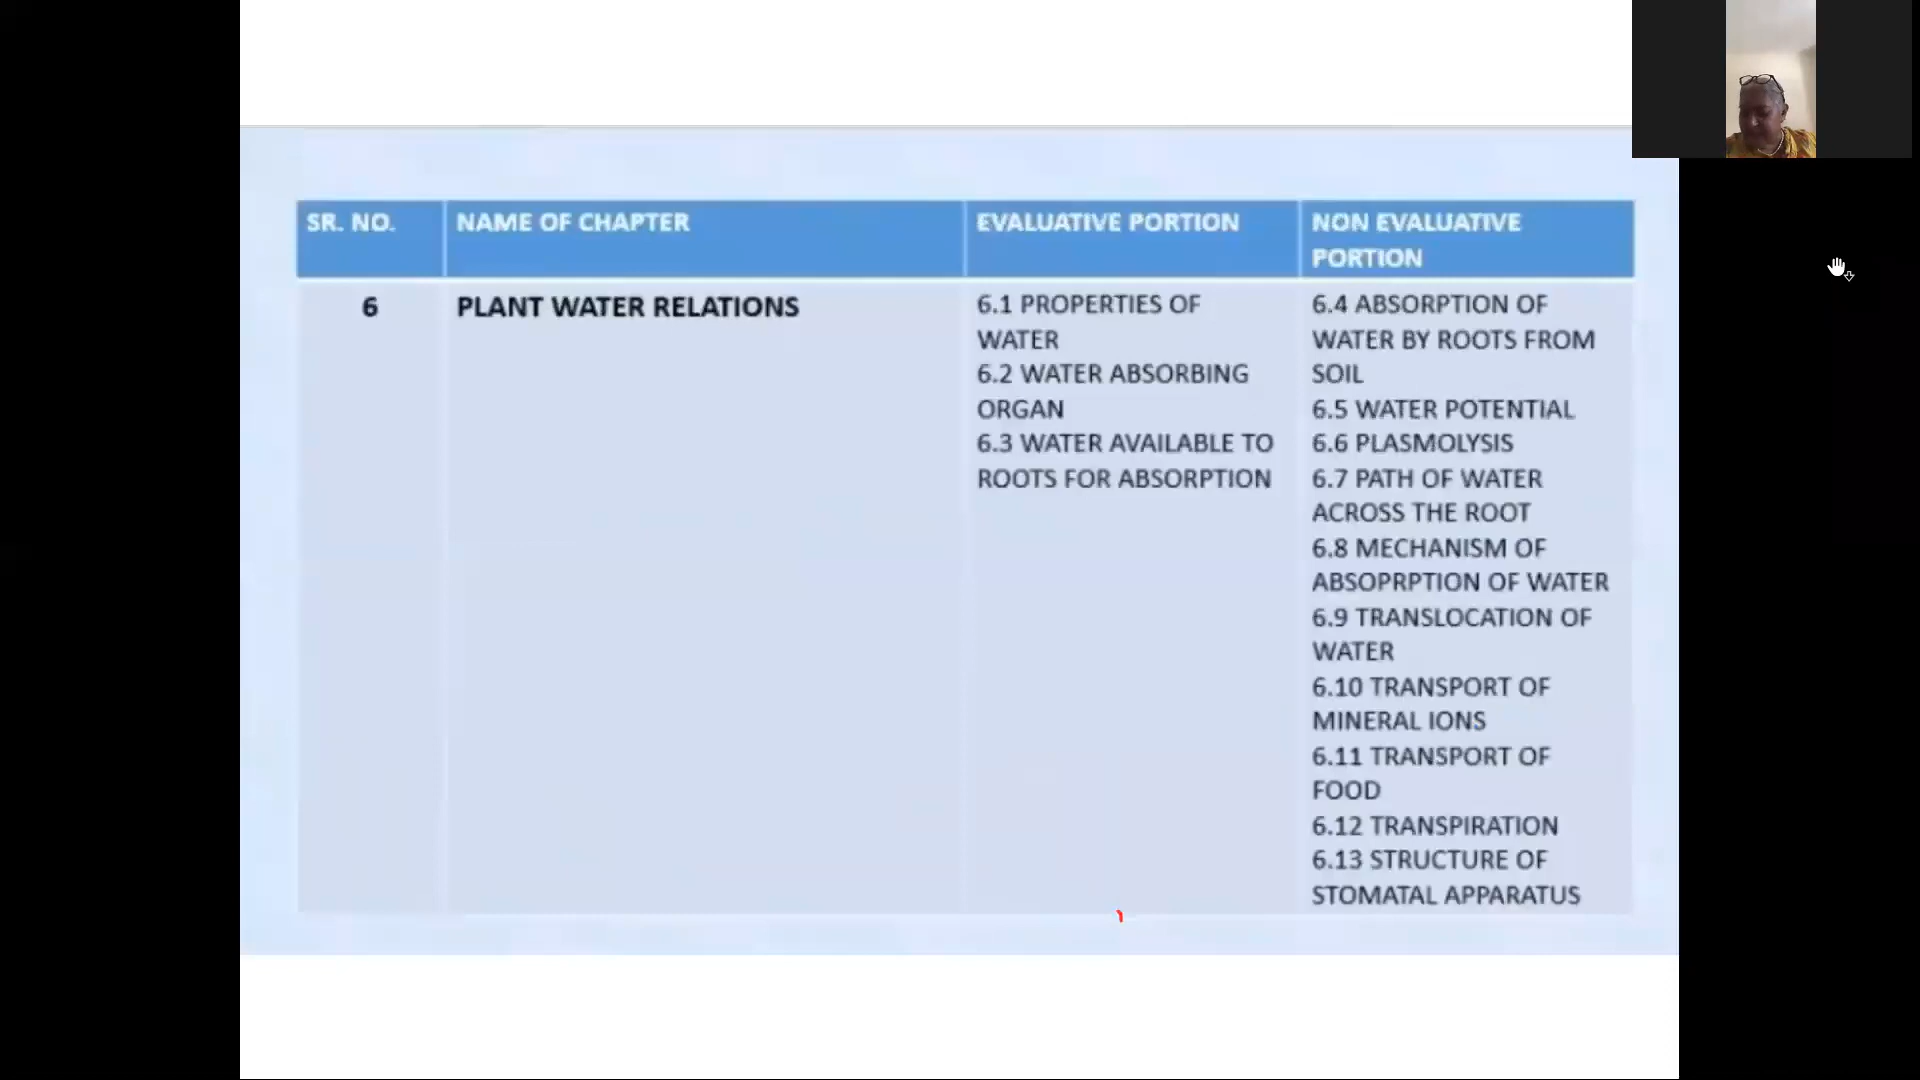 SR. NO.
NAME OF CHAPTER
EVALUATIVE PORTION
NON EVALUATIVE
PORTION
6
PLANT WATER RELATIONS
6.1 PROPERTIES OF
WATER
6.2 WATER ABSORBING
ORGAN
6.3 WATER AVAILABLE TO
ROOTS FOR ABSORPTION
6.4 ABSORPTION OF
WATER BY ROOTS FROM
SOIL
6.5 WATER POTENTIAL
6.6 PLASMOLYSIS
6.7 PATH OF WATER
ACROSS THE ROOT
6.8 MECHANISM OF
ABSOPRPTION OF WATER
6.9 TRANSLOCATION OF
WATER
6.10 TRANSPORT OF
MINERAL IONS
6.11 TRANSPORT OF
FOOD
6.12 TRANSPIRATION
6.13 STRUCTURE OF
STOMATAL APPARATUS